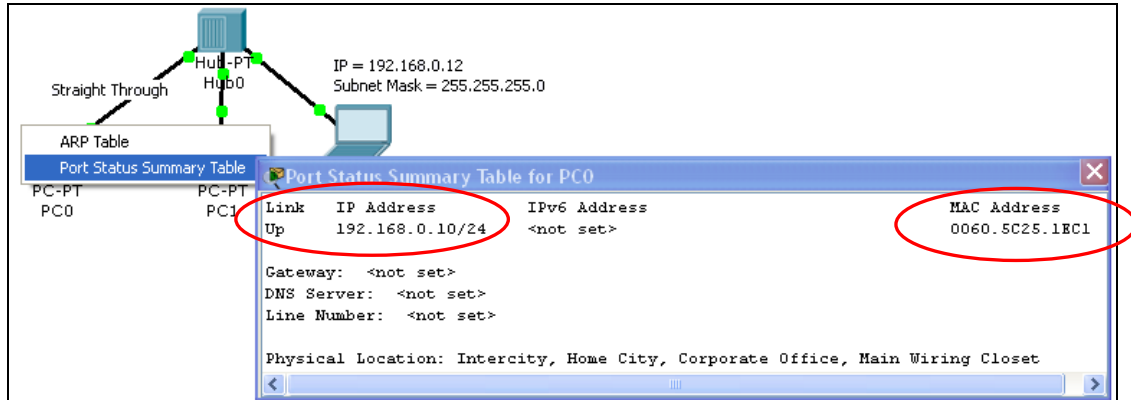 Hub-PT
Hub0
Straight Through
IP = 192.168.0.12
Subnet Mask = 255.255.255.0
ARP Table
Port Status Summary Table
PC-PT
PC0
PC-PT
PC1
Port Status Summary Table for PC0
Link IP Address IPv6 Address MAC Address
Up 192.168.0.10/24 <not set> 0060.5C25.1EC1
Gateway: <not set>
DNS Server: <not set>
Line Number: <not set>
Physical Location: Intercity, Home City, Corporate Office, Main Wiring Closet